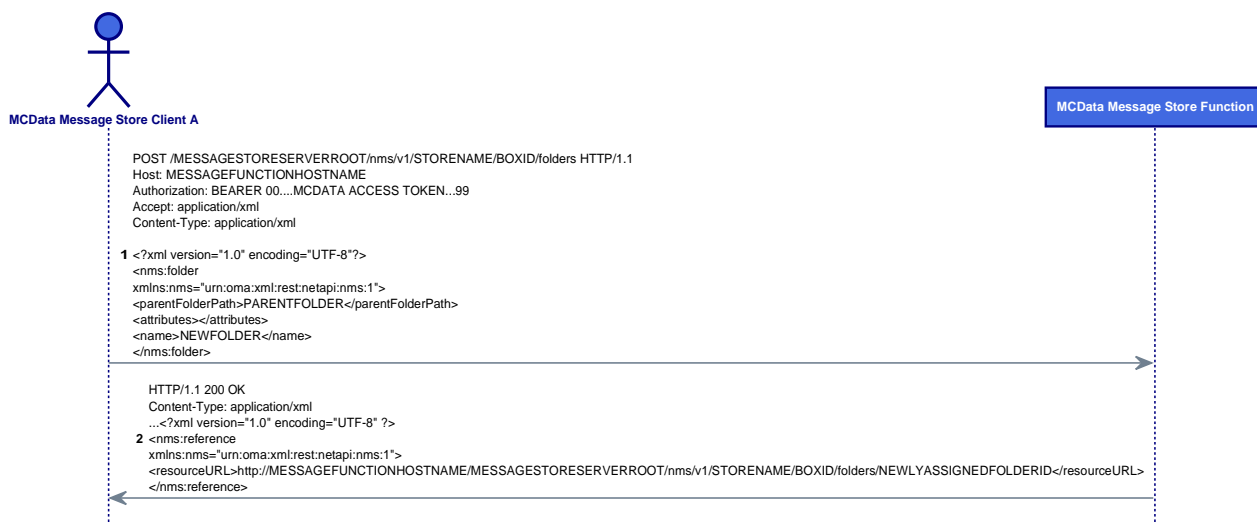 MCData Message Store Client A
MCData Message Store Function
POST /MESSAGESTORESERVERROOT/nms/v1/STORENAME/BOXID/folders HTTP/1.1
Host: MESSAGEFUNCTIONHOSTNAME
Authorization: BEARER 00....MCDATA ACCESS TOKEN...99
Accept: application/xml
Content-Type: application/xml
1 <?xml version="1.0" encoding="UTF-8"?>
<nms:folder
xmlns:nms="urn:oma:xml:rest:netapi:nms:1">
<parentFolderPath>PARENTFOLDER</parentFolderPath>
<attributes></attributes>
<name>NEWFOLDER</name>
</nms:folder>
HTTP/1.1 200 OK
Content-Type: application/xml
...<?xml version="1.0" encoding="UTF-8" ?>
2 <nms:reference
xmlns:nms="urn:oma:xml:rest:netapi:nms:1">
<resourceURL>http://MESSAGEFUNCTIONHOSTNAME/MESSAGESTORESERVERROOT/nms/v1/STORENAME/BOXID/folders/NEWLYASSIGNEDFOLDERID</resourceURL>
</nms:reference>